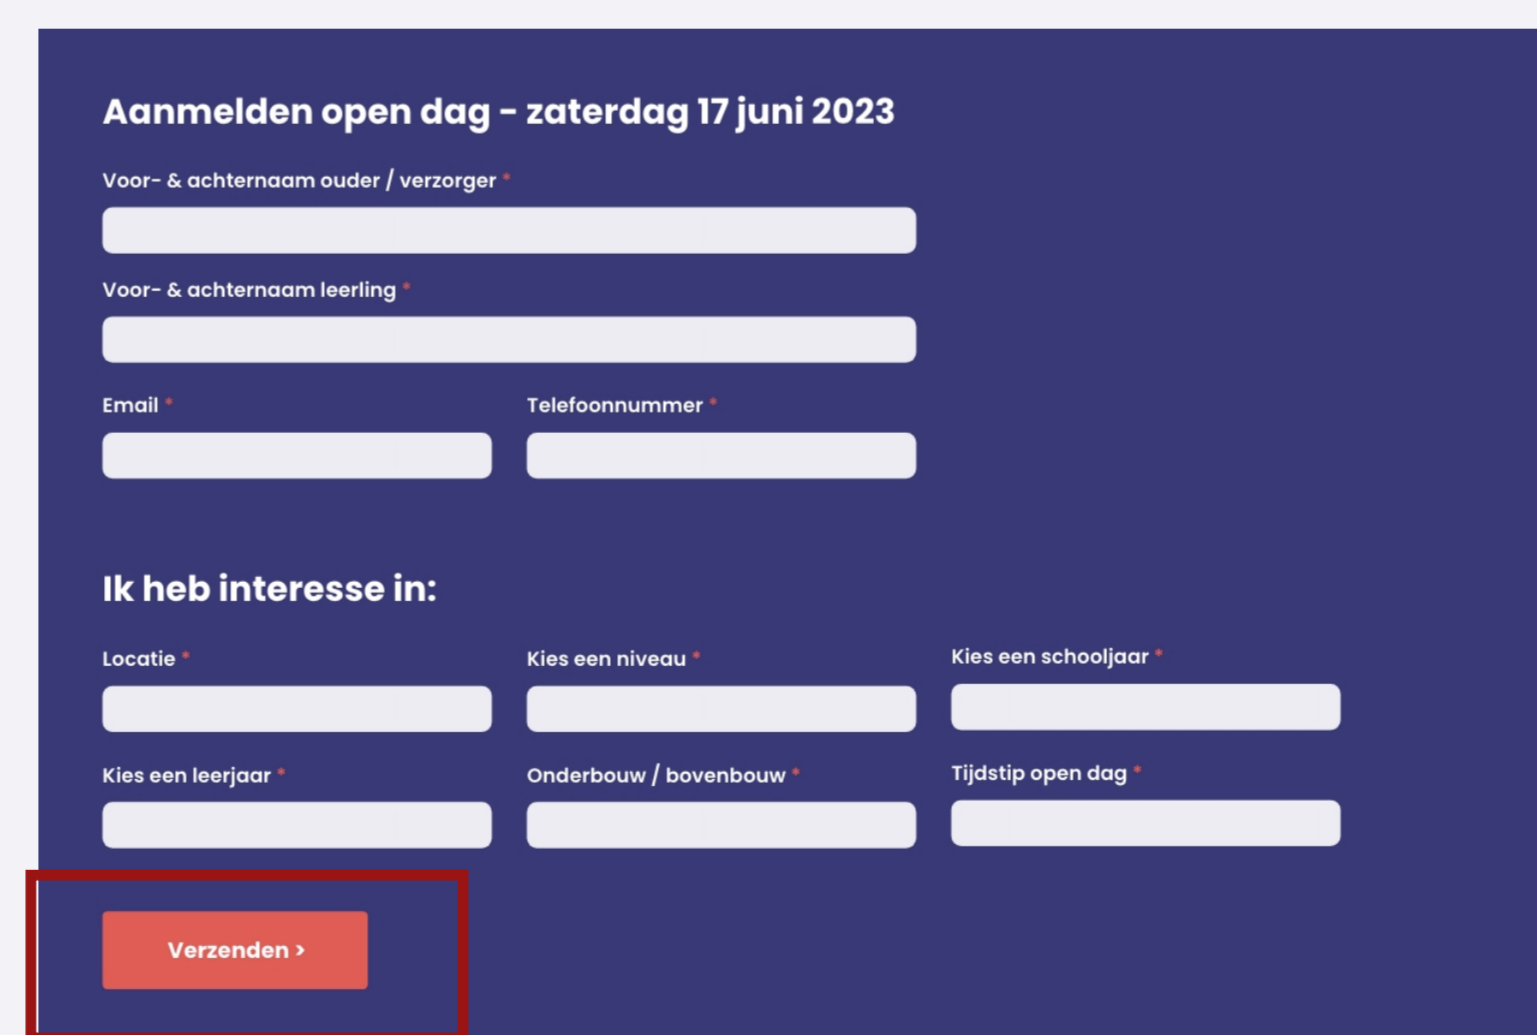 Aanmelden open dag - zaterdag 17 juni 2023
Voor- & achternaam ouder / verzorger *
Voor- & achternaam leerling *
Email * Telefoonnummer *
Ik heb interesse in:
Locatie * Kies een niveau * Kies een schooljaar *
Kies een leerjaar * Onderbouw / bovenbouw * Tijdstip open dag *
Verzenden >